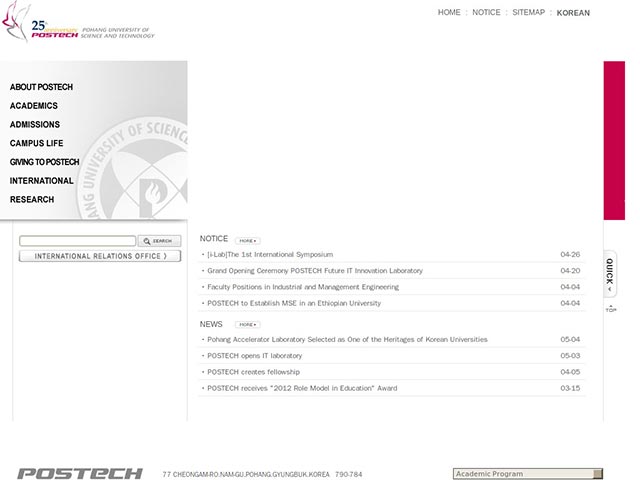 HOME : NOTICE : SITEMAP : KOREAN
25th
POSTECH
POHANG UNIVERSITY OF
SCIENCE AND TECHNOLOGY
ABOUT POSTECH
ACADEMICS
ADMISSIONS
CAMPUS LIFE
GIVING TO POSTECH
INTERNATIONAL
RESEARCH
ANG UNIVERSITY OF SCIENC
SEARCH
INTERNATIONAL RELATIONS OFFICE 〉
NOTICE MORE
• [i-Lab]The 1st International Symposium 04-26
• Grand Opening Ceremony POSTECH Future IT Innovation Laboratory 04-20
• Faculty Positions in Industrial and Management Engineering 04-04
• POSTECH to Establish MSE in an Ethiopian University 04-04
NEWS MORE
• Pohang Accelerator Laboratory Selected as One of the Heritages of Korean Universities 05-04
• POSTECH opens IT laboratory 05-03
• POSTECH creates fellowship 04-05
• POSTECH receives "2012 Role Model in Education" Award 03-15
QUICK
TOP
POSTECH
77 CHEONGAM-RO.NAM-GU.POHANG.GYUNGBUK.KOREA 790-784
Academic Program